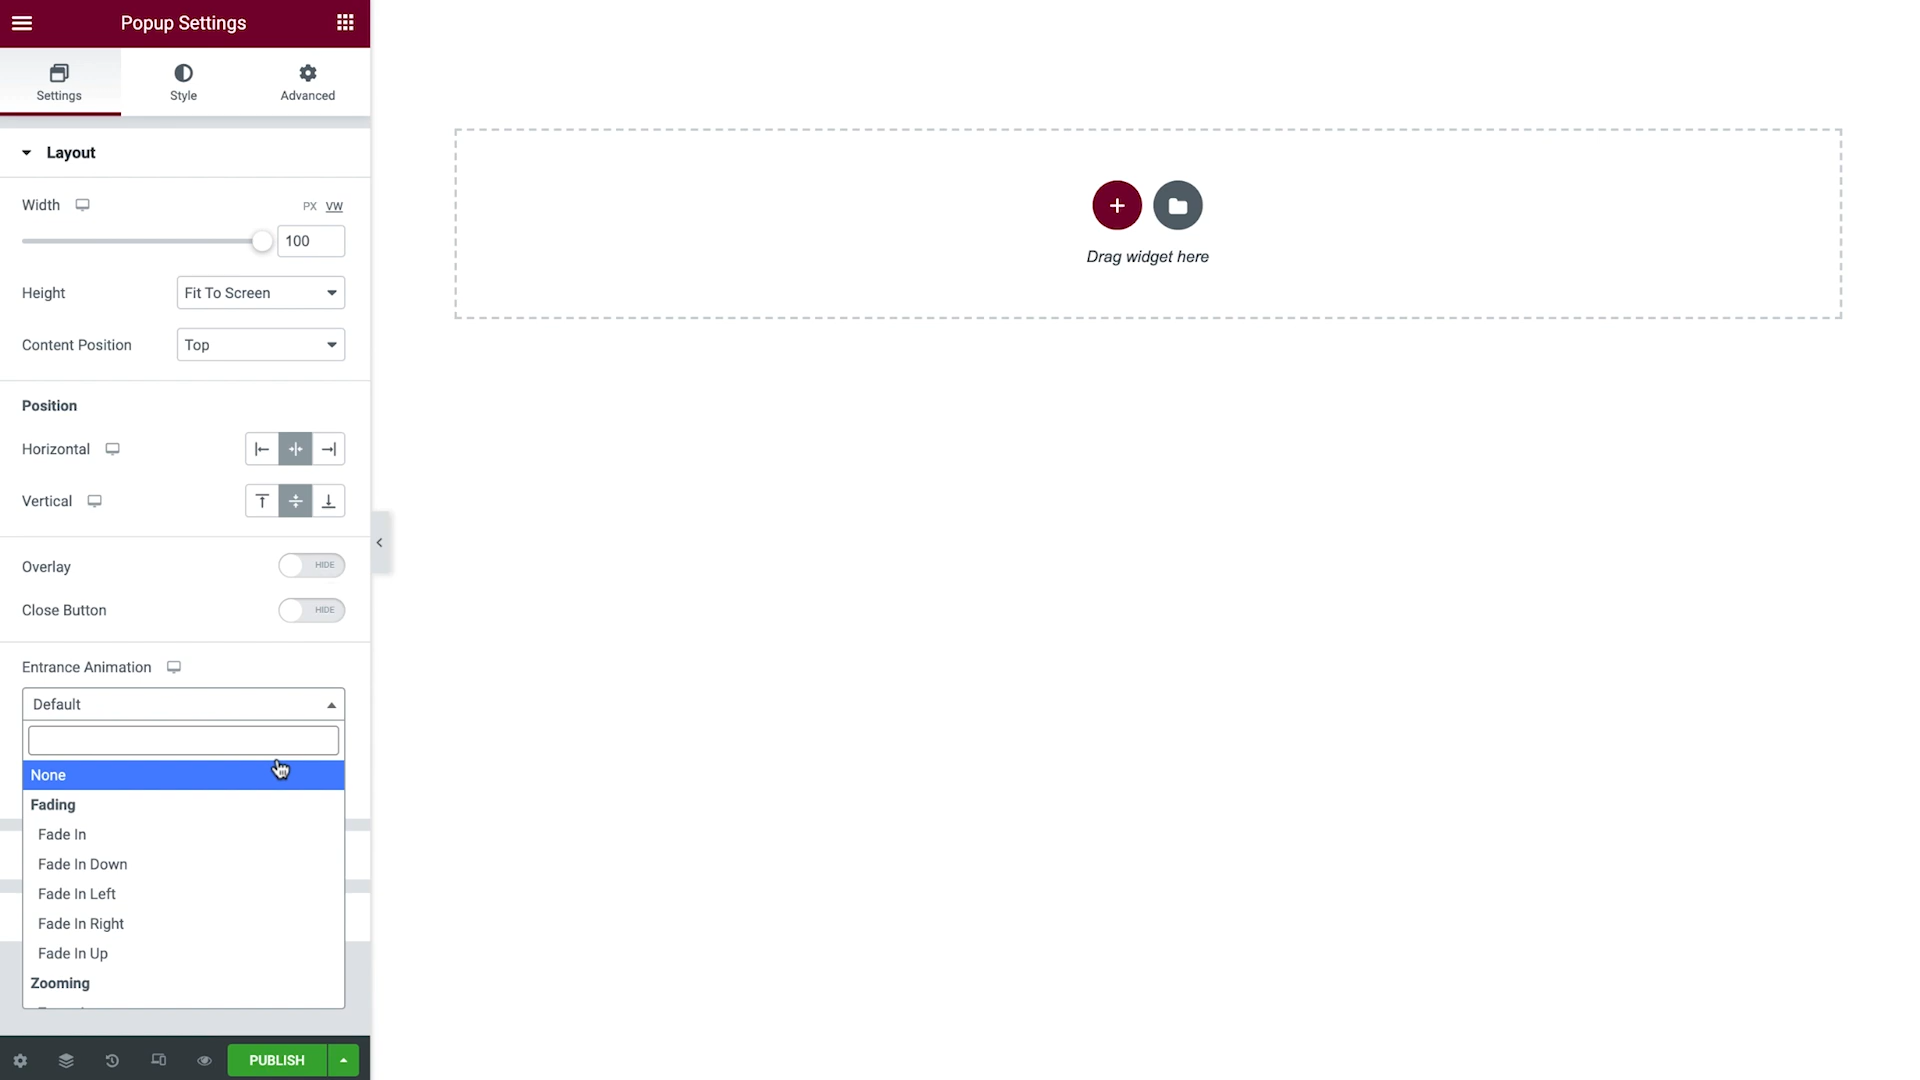 Popup Settings
Settings
Style
Advanced
Layout
Width
PX VW
100
Height
Fit To Screen
Content Position
Top
Position
Horizontal
Vertical
Overlay
HIDE
Close Button
HIDE
Entrance Animation
Default
None
Fading
Fade In
Fade In Down
Fade In Left
Fade In Right
Fade In Up
Zooming
PUBLISH
Drag widget here